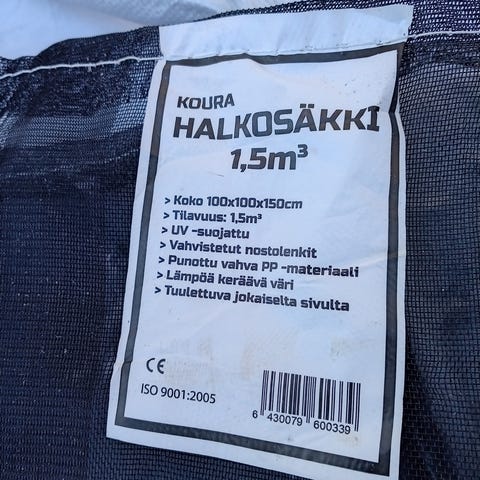 KOURA
HALKOSÄKKI
1,5m³
> Koko 100x100x150cm
> Tilavuus: 1,5m³
> UV -suojattu
> Vahvistetut nostolenkit
> Punottu vahva PP -materiaali
> Lämpöä keräävä väri
> Tuulettuva jokaiselta sivulta
CE
ISO 9001:2005
6 430079 600339